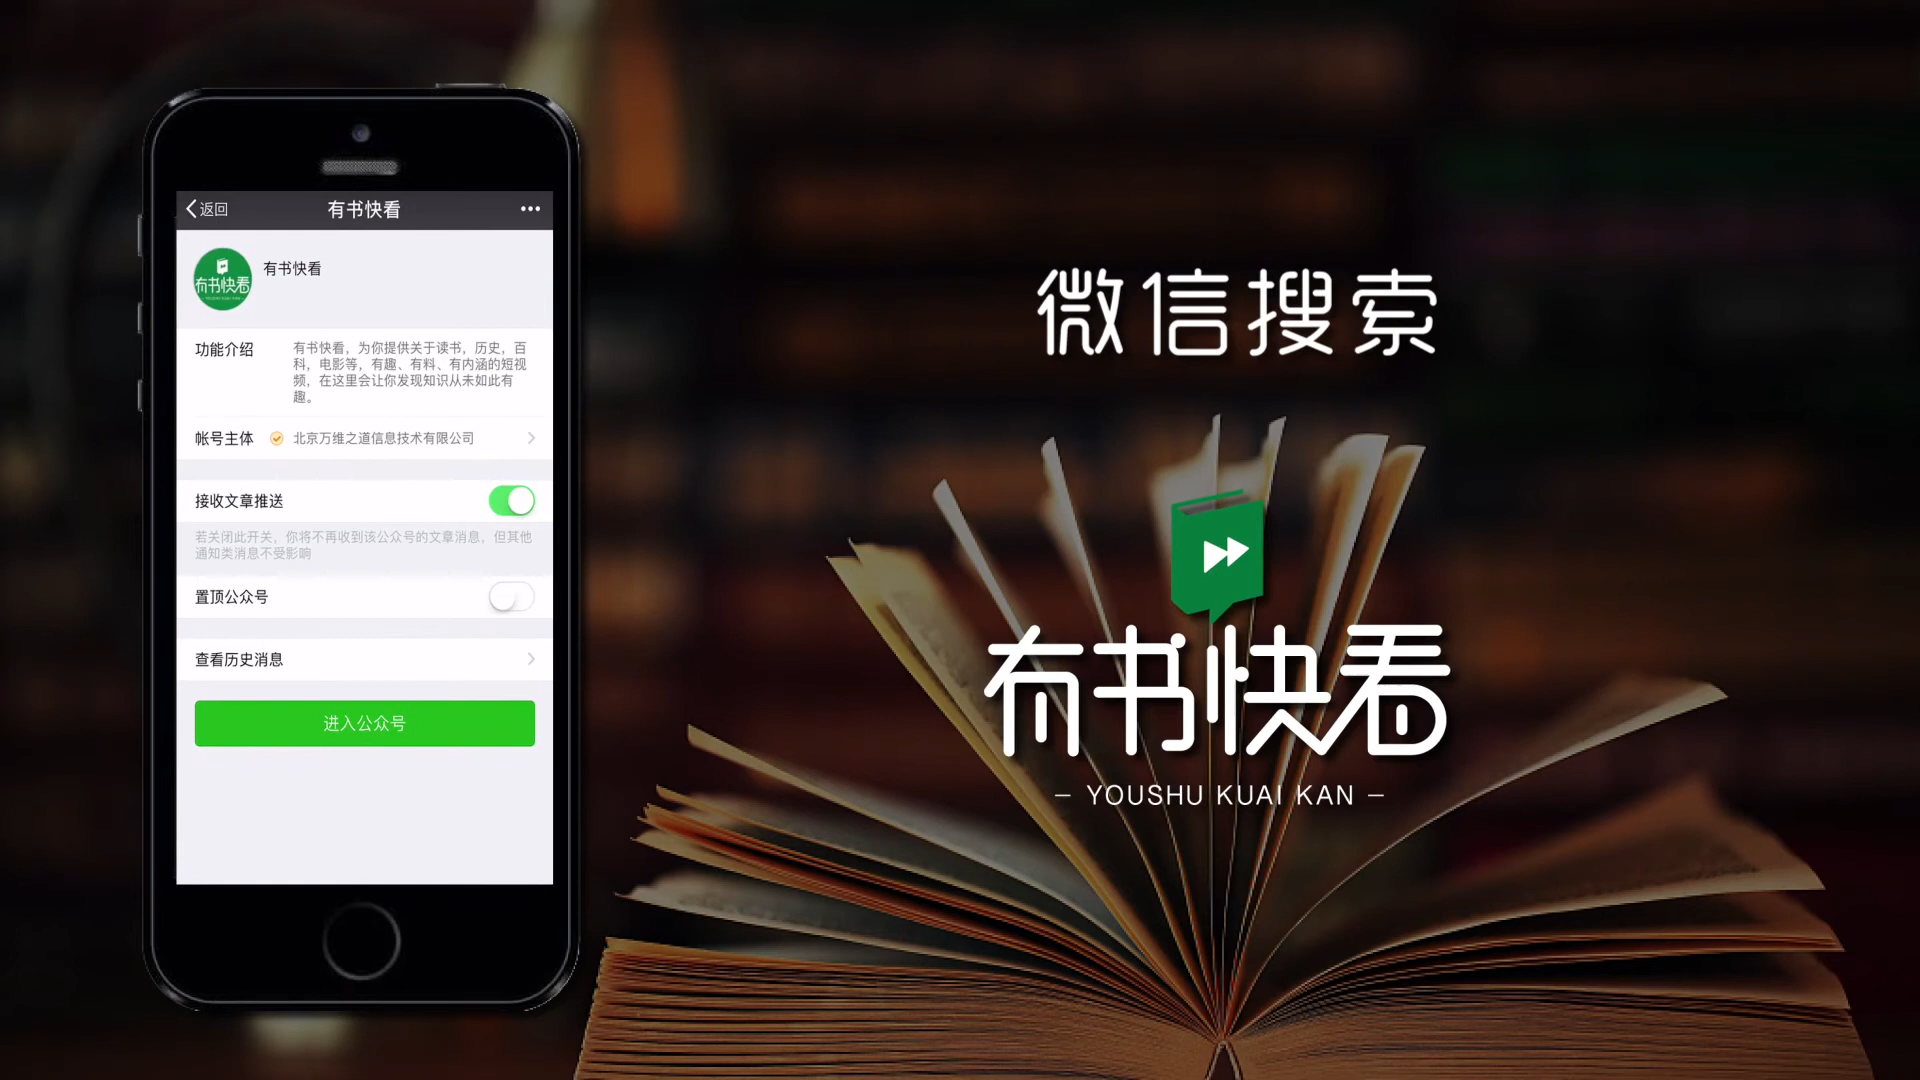 返回
有书快看
有书快看
YOUSHU KUAI KAN
有书快看
功能介绍
有书快看，为你提供关于读书，历史，百
科，电影等，有趣、有料、有内涵的短视
频，在这里会让你发现知识从未如此有
趣。
帐号主体
北京万维之道信息技术有限公司
接收文章推送
若关闭此开关，你将不再收到该公众号的文章消息，但其他
通知类消息不受影响
置顶公众号
查看历史消息
进入公众号
微信搜索
有书快看
– YOUSHU KUAI KAN –